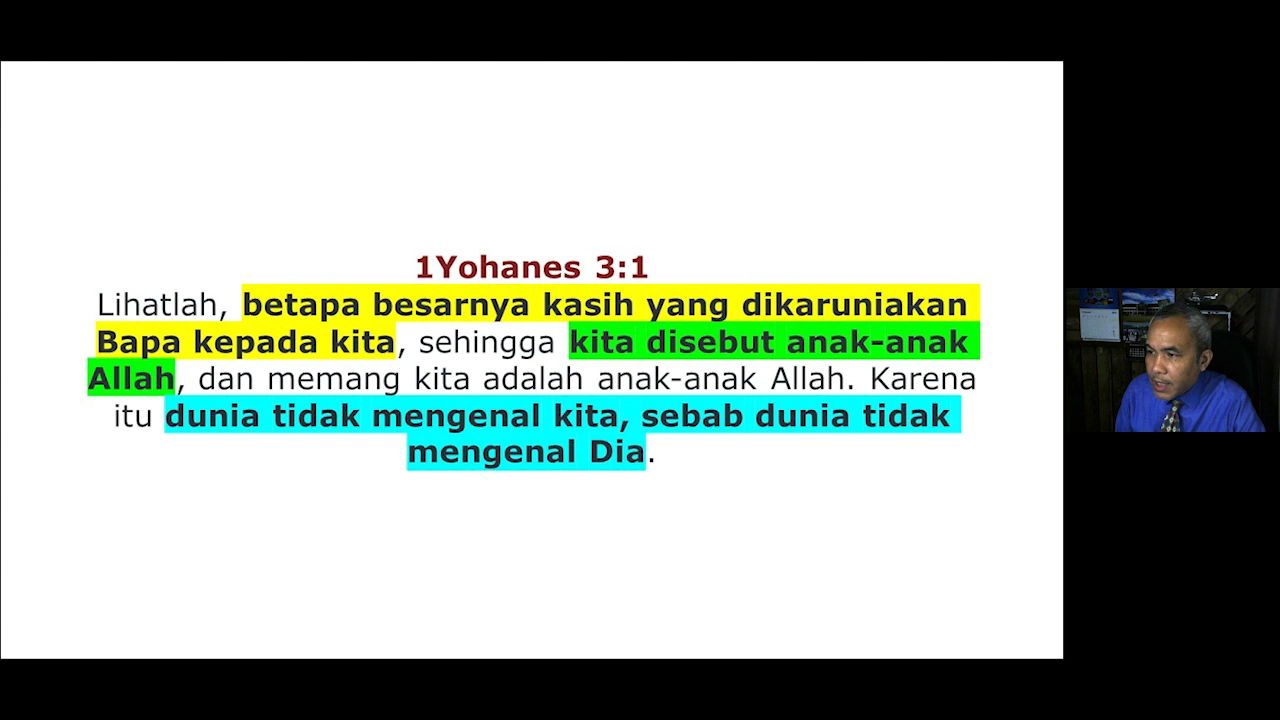 1Yohanes 3:1
Lihatlah, betapa besarnya kasih yang dikaruniakan
Bapa kepada kita, sehingga kita disebut anak-anak
Allah, dan memang kita adalah anak-anak Allah. Karena
itu dunia tidak mengenal kita, sebab dunia tidak
mengenal Dia.